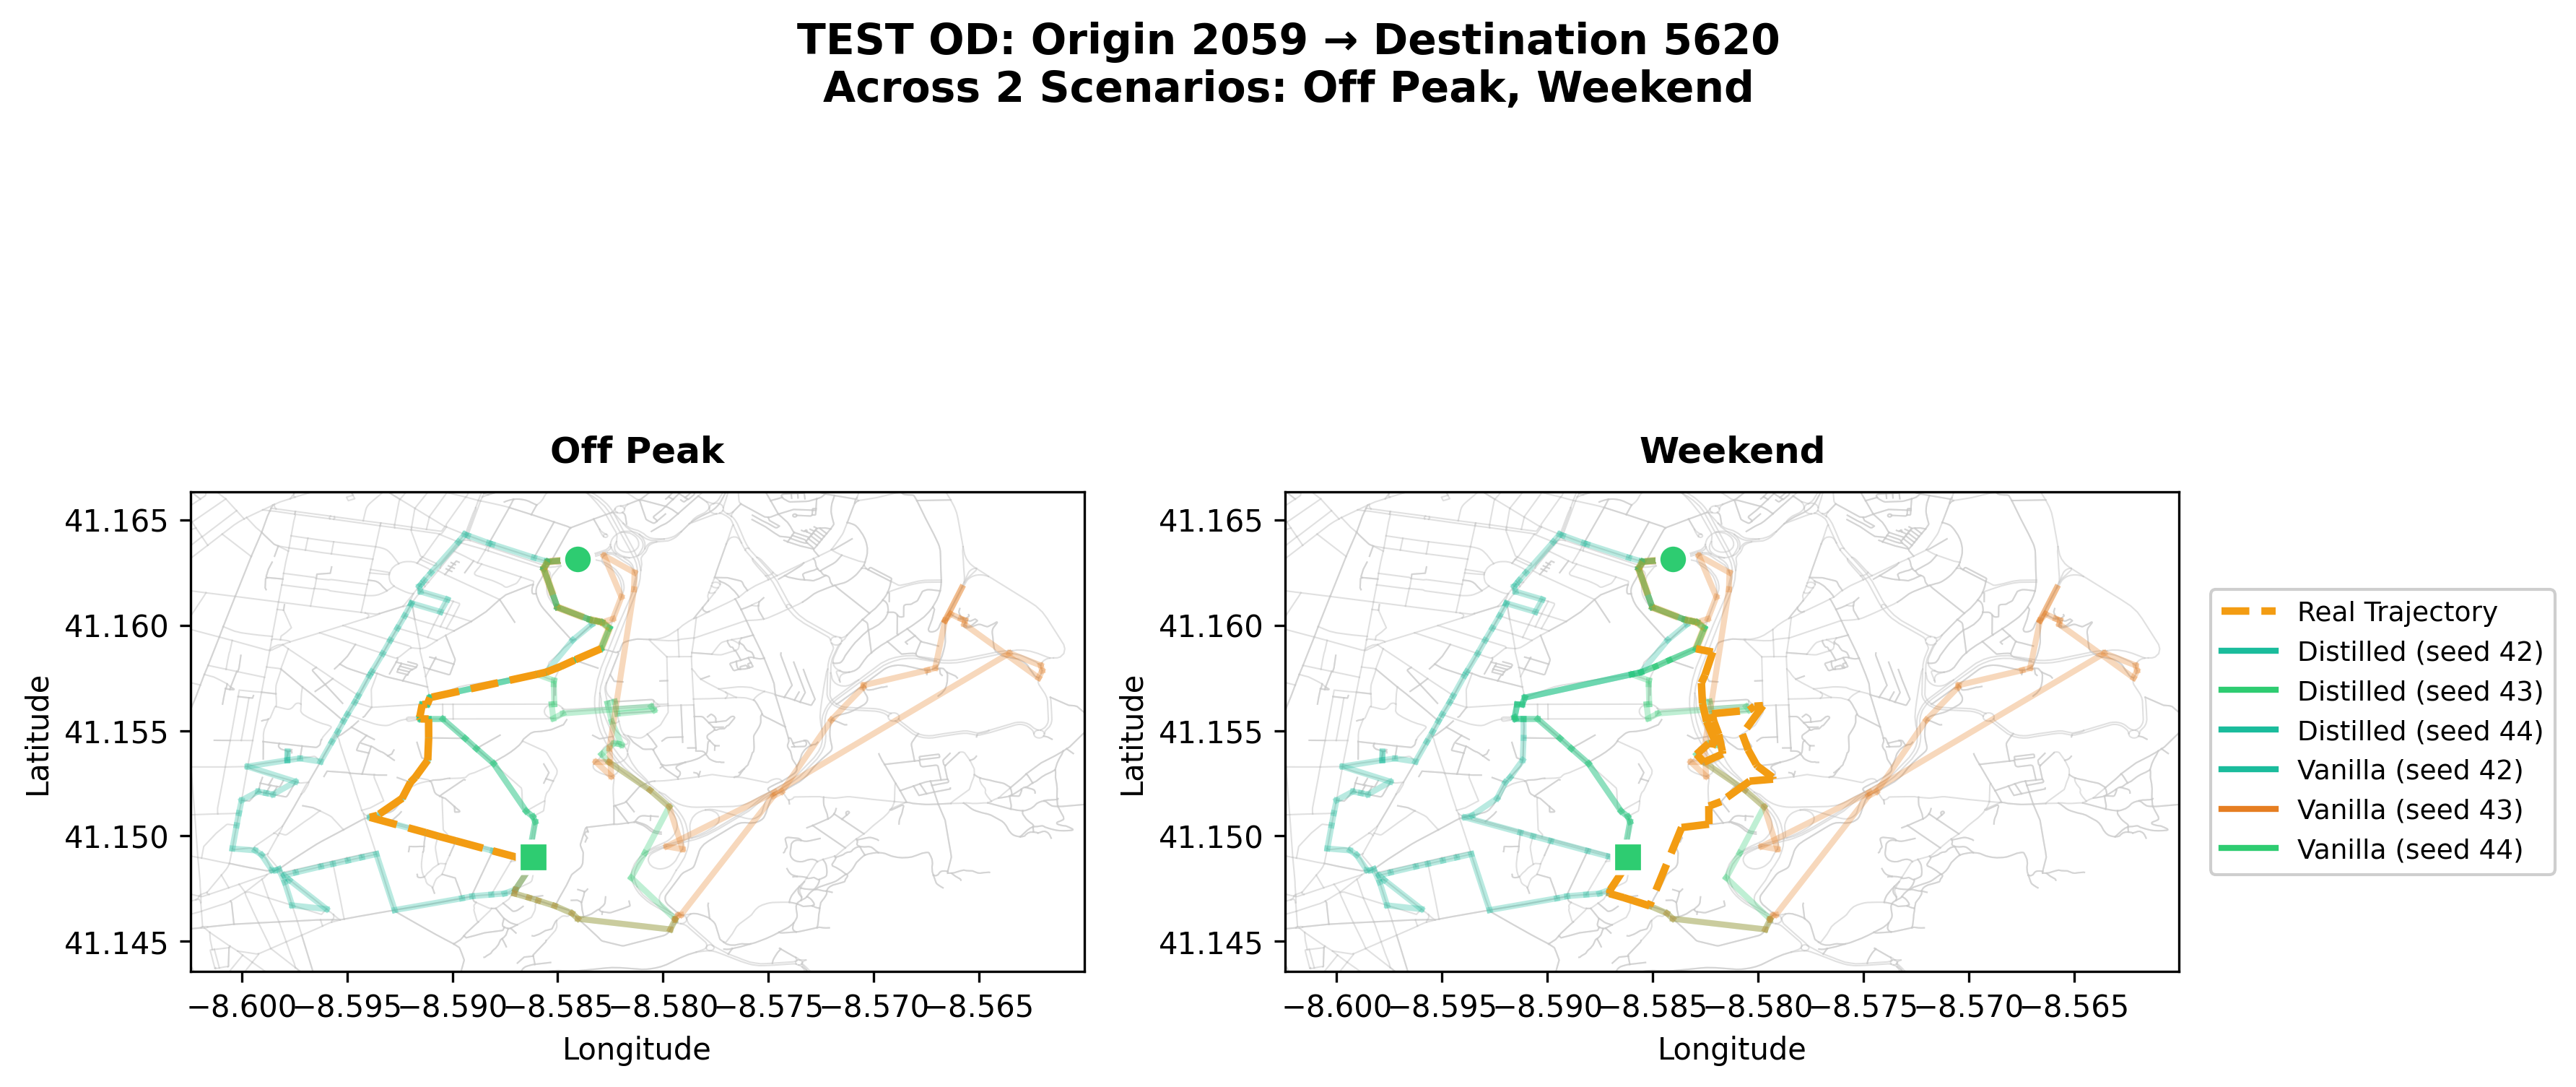 TEST OD: Origin 2059 → Destination 5620
Across 2 Scenarios: Off Peak, Weekend
Off Peak
41.165
41.160
41.155
41.150
41.145
Latitude
−8.600 −8.595 −8.590 −8.585 −8.580 −8.575 −8.570 −8.565
Longitude
Weekend
41.165
41.160
41.155
41.150
41.145
Latitude
−8.600 −8.595 −8.590 −8.585 −8.580 −8.575 −8.570 −8.565
Longitude
Real Trajectory
Distilled (seed 42)
Distilled (seed 43)
Distilled (seed 44)
Vanilla (seed 42)
Vanilla (seed 43)
Vanilla (seed 44)